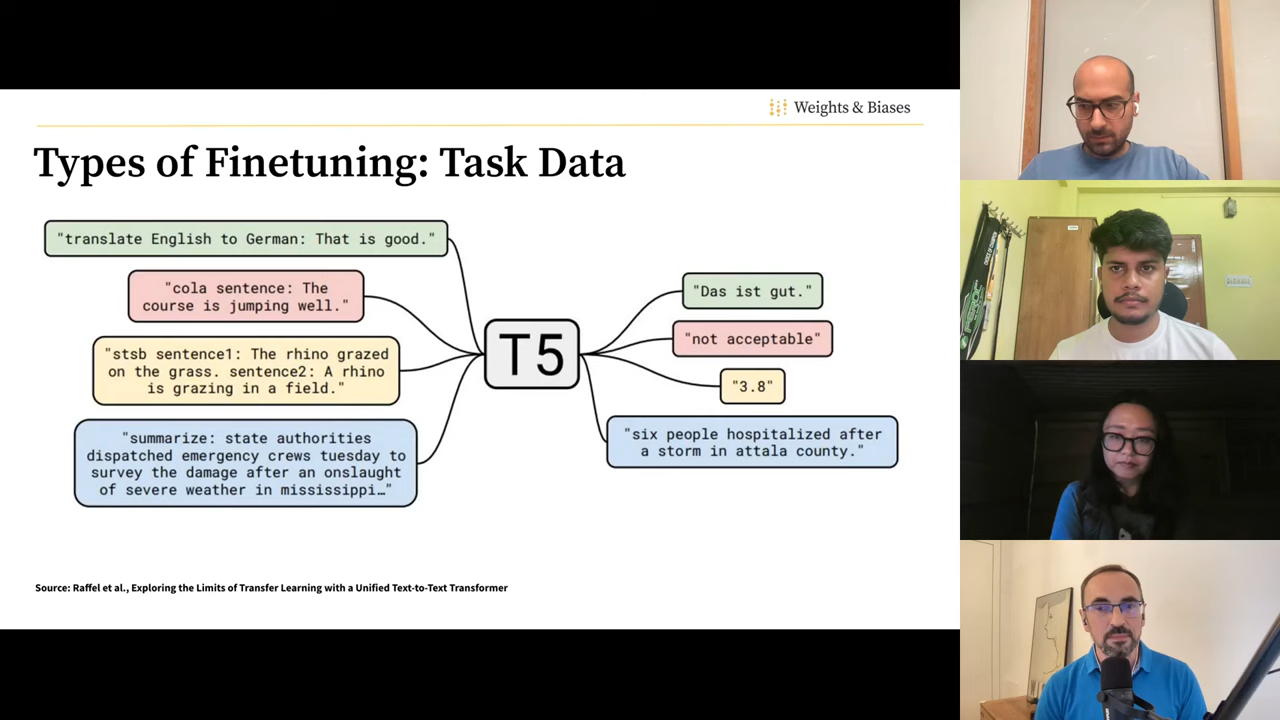 Weights & Biases
Types of Finetuning: Task Data
"translate English to German: That is good."
"cola sentence: The
course is jumping well."
"stsb sentence1: The rhino grazed
on the grass. sentence2: A rhino
is grazing in a field."
"summarize: state authorities
dispatched emergency crews tuesday to
survey the damage after an onslaught
of severe weather in mississippi…"
T5
"Das ist gut."
"not acceptable"
"3.8"
"six people hospitalized after
a storm in attala county."
Source: Raffel et al., Exploring the Limits of Transfer Learning with a Unified Text-to-Text Transformer